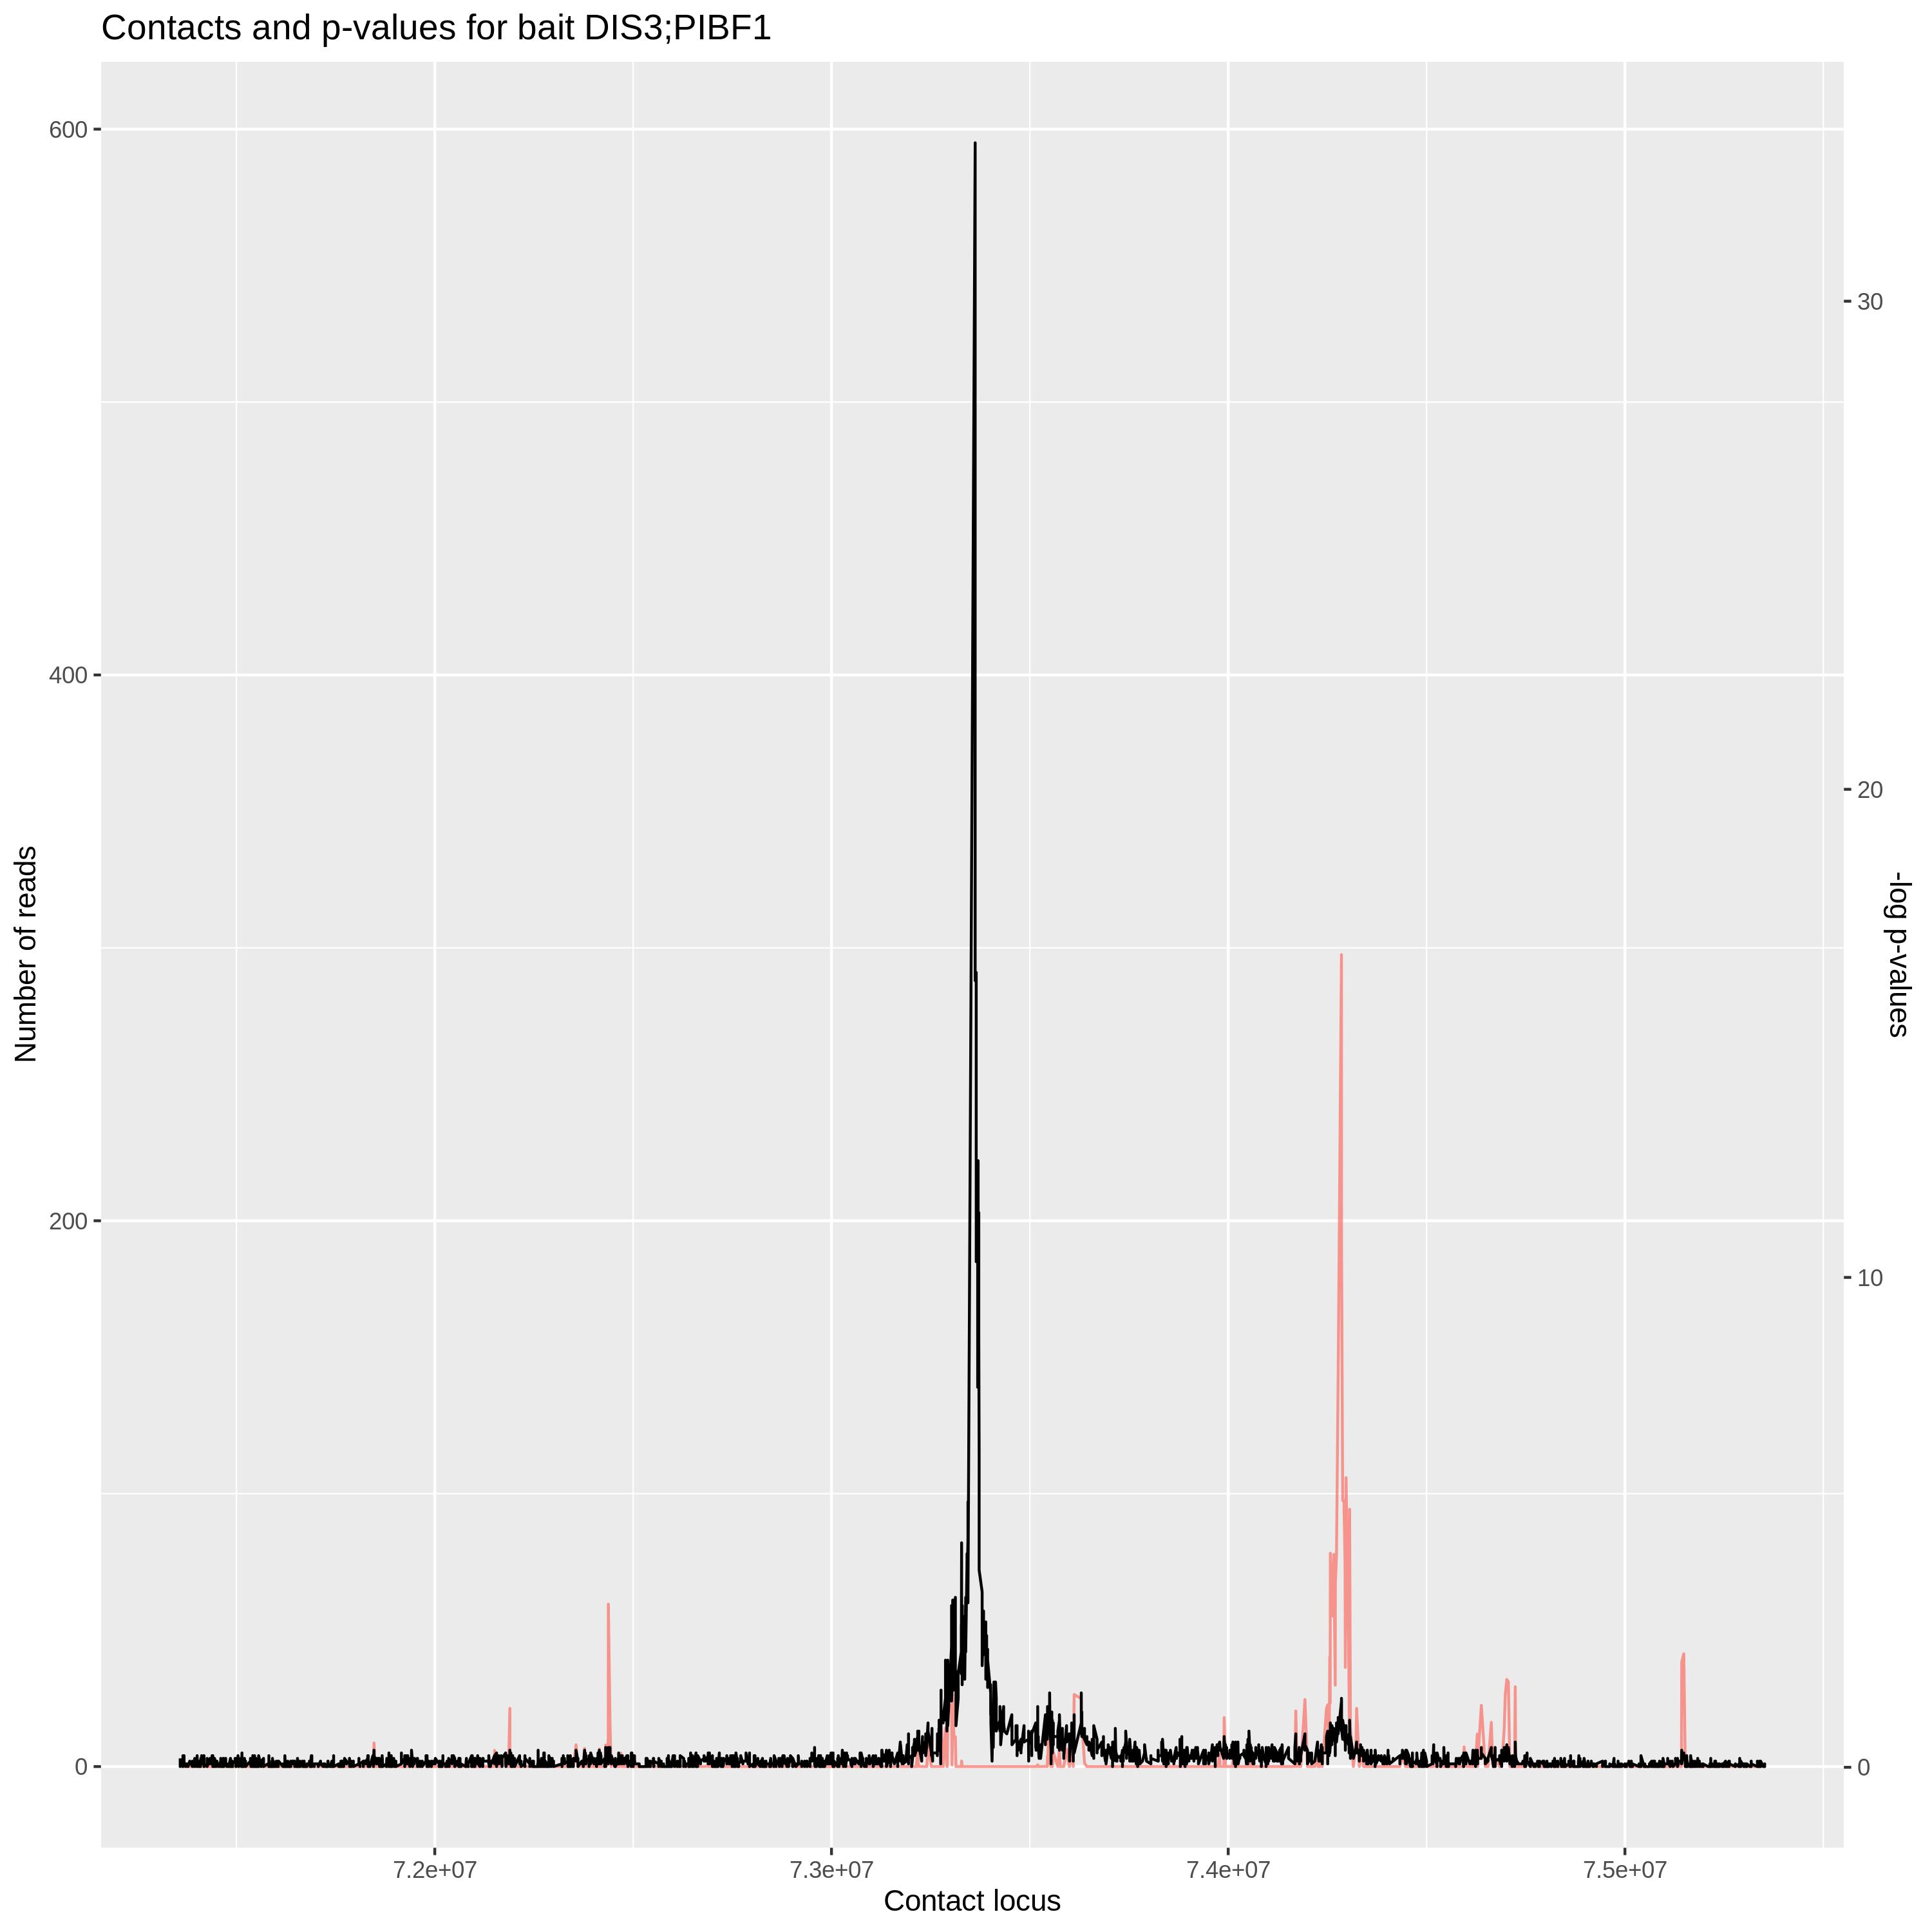 Contacts and p-values for bait DIS3;PIBF1
600
400
200
0
Number of reads
30
20
10
0
-log p-values
7.2e+07 7.3e+07 7.4e+07 7.5e+07
Contact locus